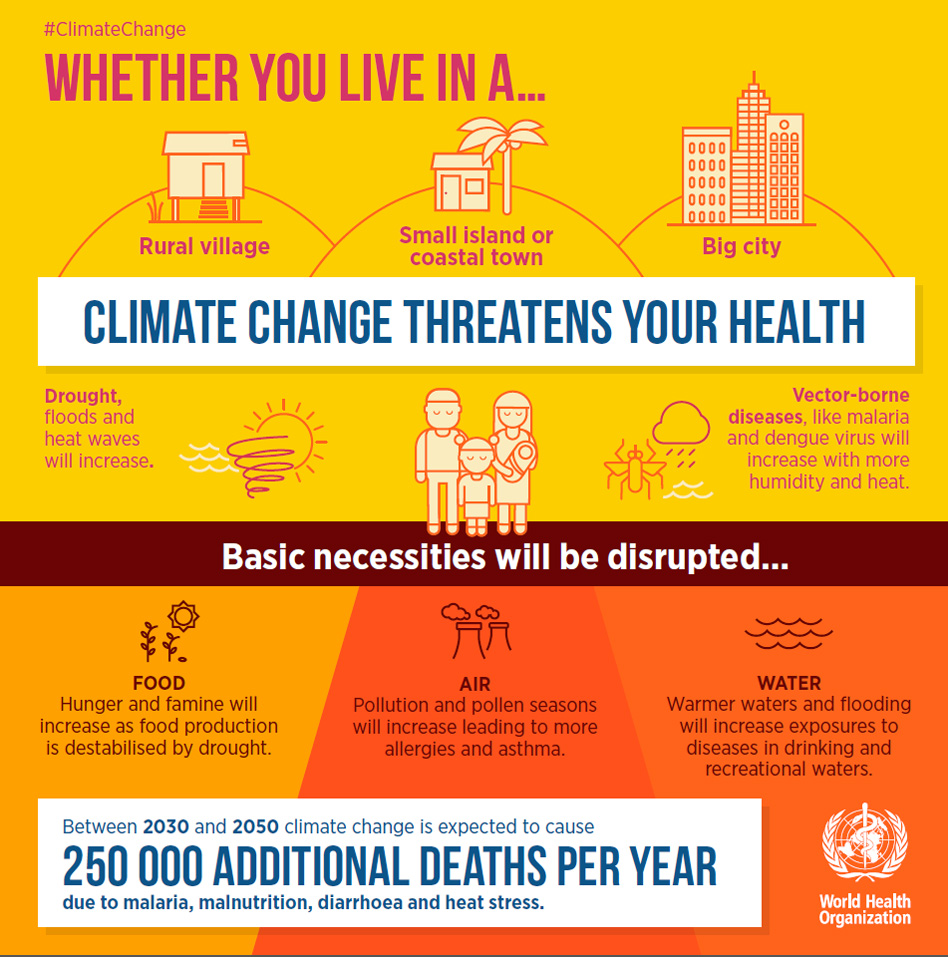 #ClimateChange
WHETHER YOU LIVE IN A...
Rural village
Small island or
coastal town
Big city
CLIMATE CHANGE THREATENS YOUR HEALTH
Drought,
floods and
heat waves
will increase.
Vector-borne
diseases, like malaria
and dengue virus will
increase with more
humidity and heat.
Basic necessities will be disrupted...
FOOD
Hunger and famine will
increase as food production
is destabilised by drought.
AIR
Pollution and pollen seasons
will increase leading to more
allergies and asthma.
WATER
Warmer waters and flooding
will increase exposures to
diseases in drinking and
recreational waters.
Between 2030 and 2050 climate change is expected to cause
250 000 ADDITIONAL DEATHS PER YEAR
due to malaria, malnutrition, diarrhoea and heat stress.
World Health
Organization